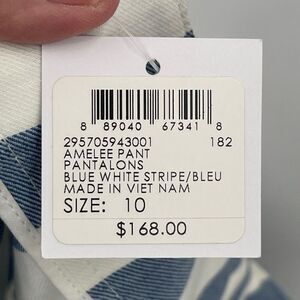 8 89040 67341 8
295705943001 182
AMELEE PANT
PANTALONS
BLUE WHITE STRIPE/BLEU
MADE IN VIET NAM
SIZE: 10
$168.00